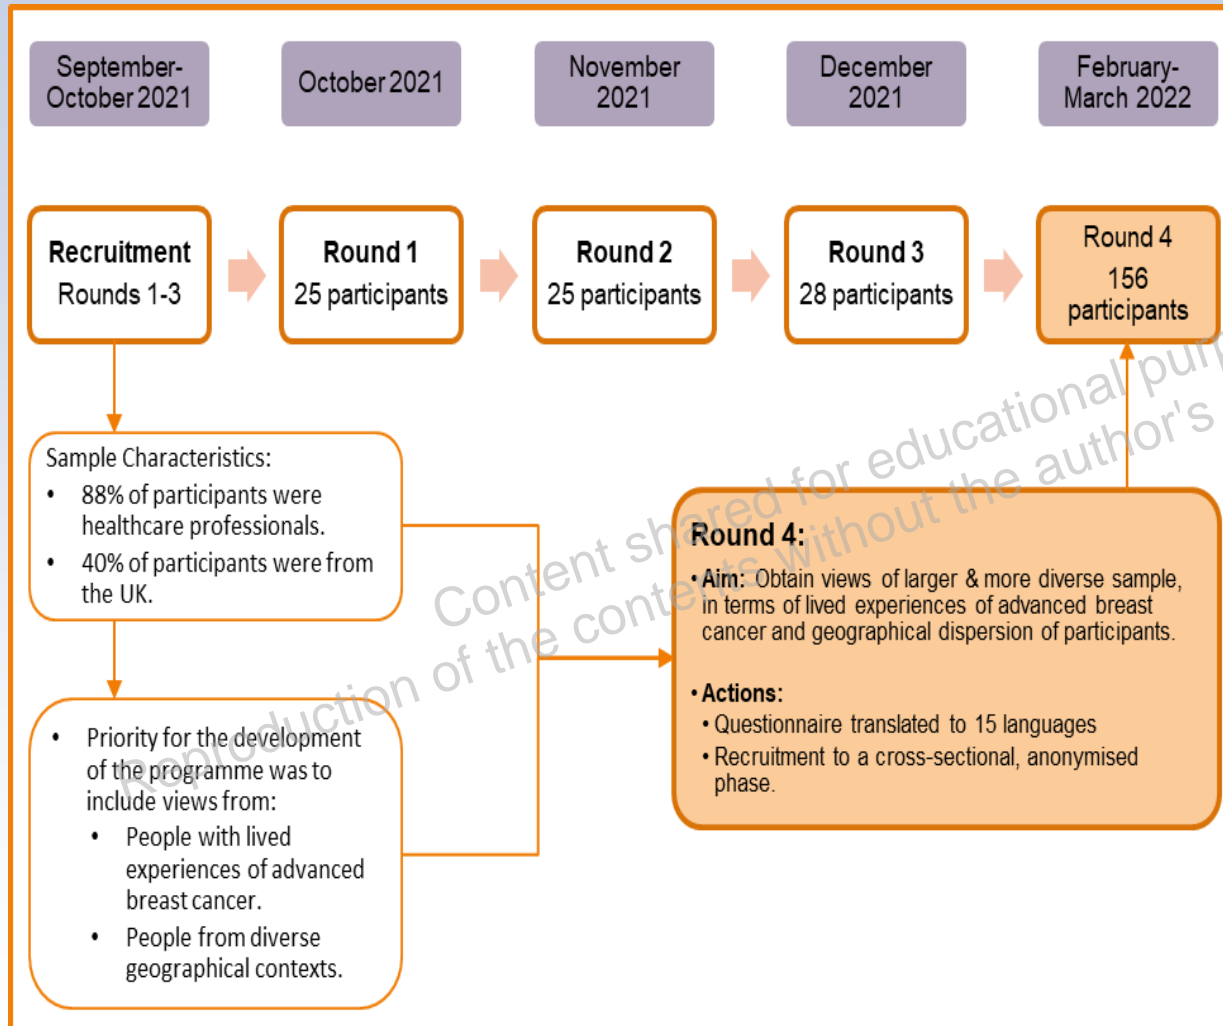 September-
October 2021
October 2021
November
2021
December
2021
February-
March 2022
Recruitment
Rounds 1-3
Round 1
25 participants
Round 2
25 participants
Round 3
28 participants
Round 4
156
participants
Sample Characteristics:
• 88% of participants were
healthcare professionals.
• 40% of participants were from
the UK.
• Priority for the development
of the programme was to
include views from:
• People with lived
experiences of advanced
breast cancer.
• People from diverse
geographical contexts.
Round 4:
• Aim: Obtain views of larger & more diverse sample,
in terms of lived experiences of advanced breast
cancer and geographical dispersion of participants.
• Actions:
• Questionnaire translated to 15 languages
• Recruitment to a cross-sectional, anonymised
phase.
Content shared for educational
Reproduction of the contents without the author's